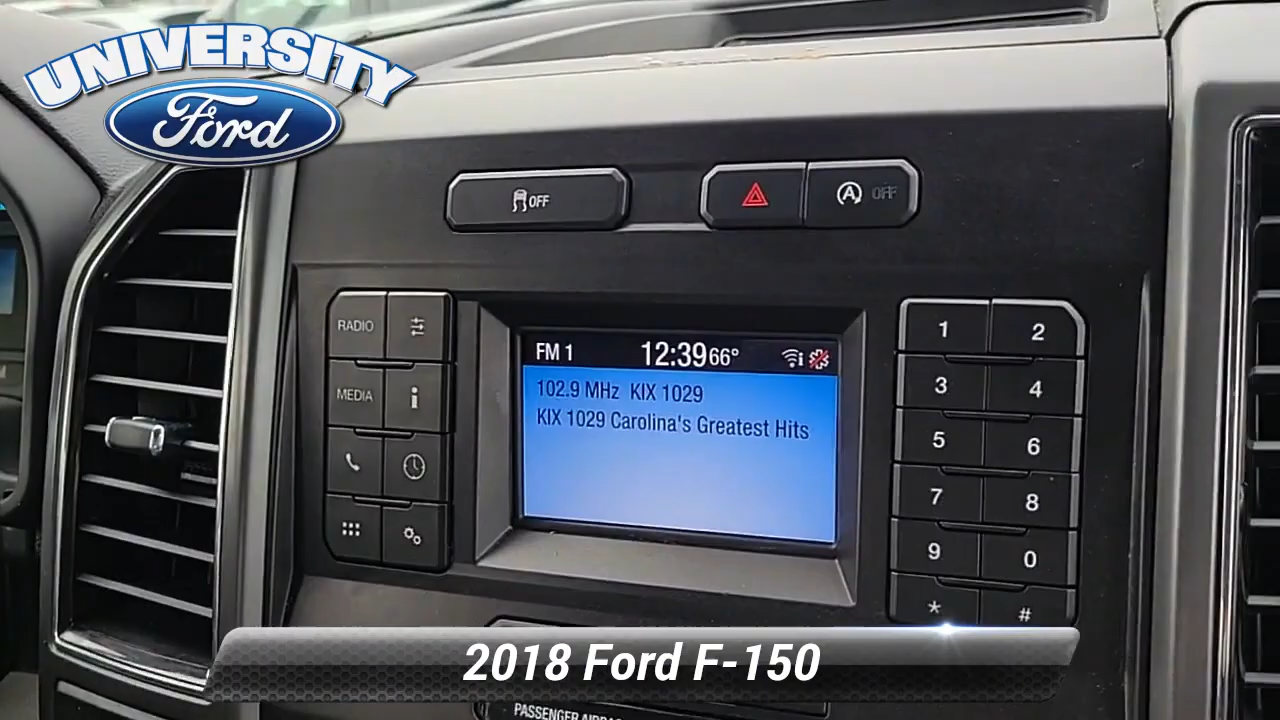 UNIVERSITY
Ford
OFF
A OFF
RADIO
MEDIA
i
FM 1 12:39 66°
102.9 MHz KIX 1029
KIX 1029 Carolina's Greatest Hits
1 2
3 4
5 6
7 8
9 0
* #
2018 Ford F-150
PASSENGER AIRBAG